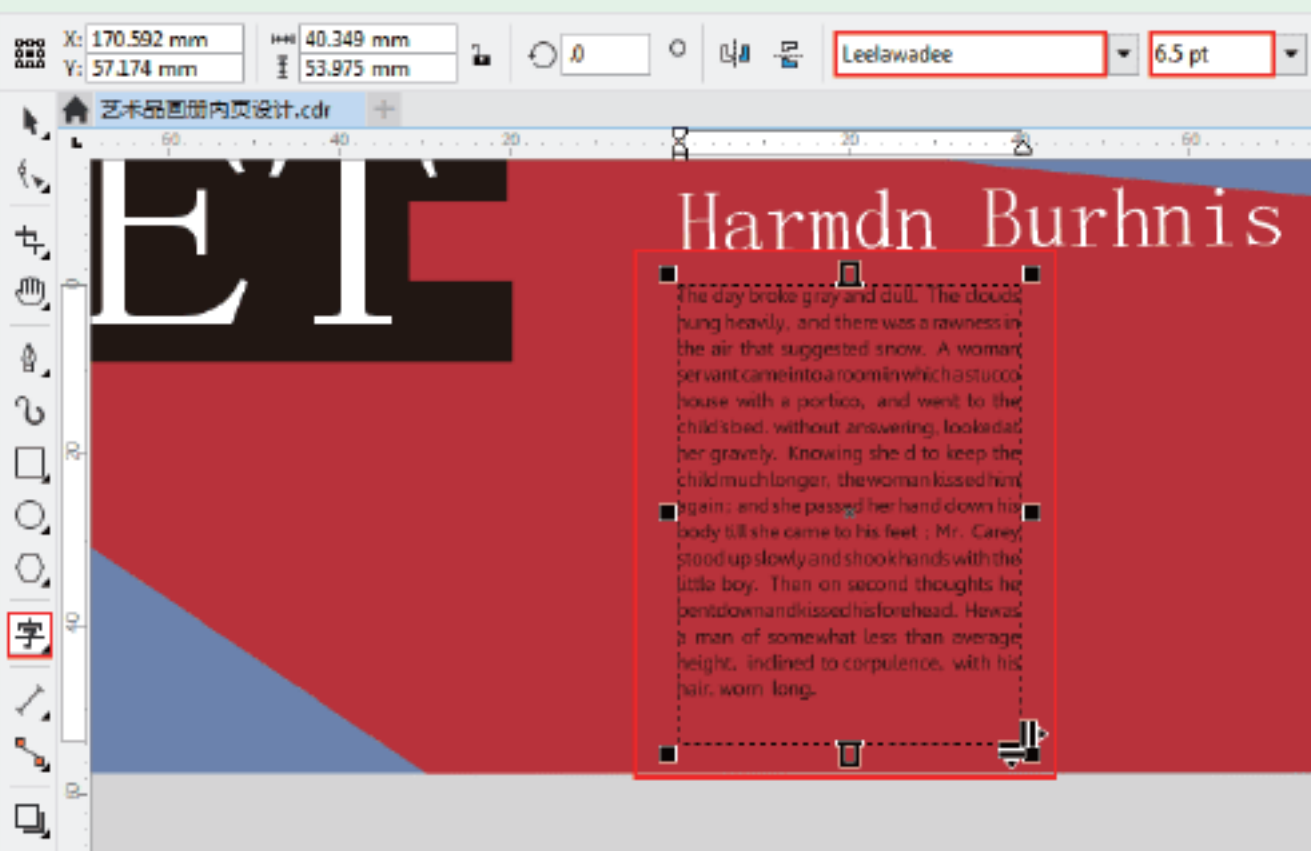 X: 170.592 mm
Y: 57.174 mm
40.349 mm
53.975 mm
.0
Leelawadee
6.5 pt
艺术品画册内页设计.cdr
60 40 20 20 40 60
ET
Harmdn Burhnis
The day broke gray and dull. The clouds
hung heavily, and there was a rawness in
the air that suggested snow. A woman
servant came into a room in which a stucco
house with a portico, and went to the
child's bed. without answering, looked at
her gravely. Knowing she d to keep the
child much longer, the woman kissed him
again; and she passed her hand down his
body till she came to his feet ; Mr. Carey
stood up slowly and shook hands with the
little boy. Then on second thoughts he
bent down and kissed his forehead. He was
a man of somewhat less than average
height, inclined to corpulence, with his
hair, worn long.
0
20
40
字